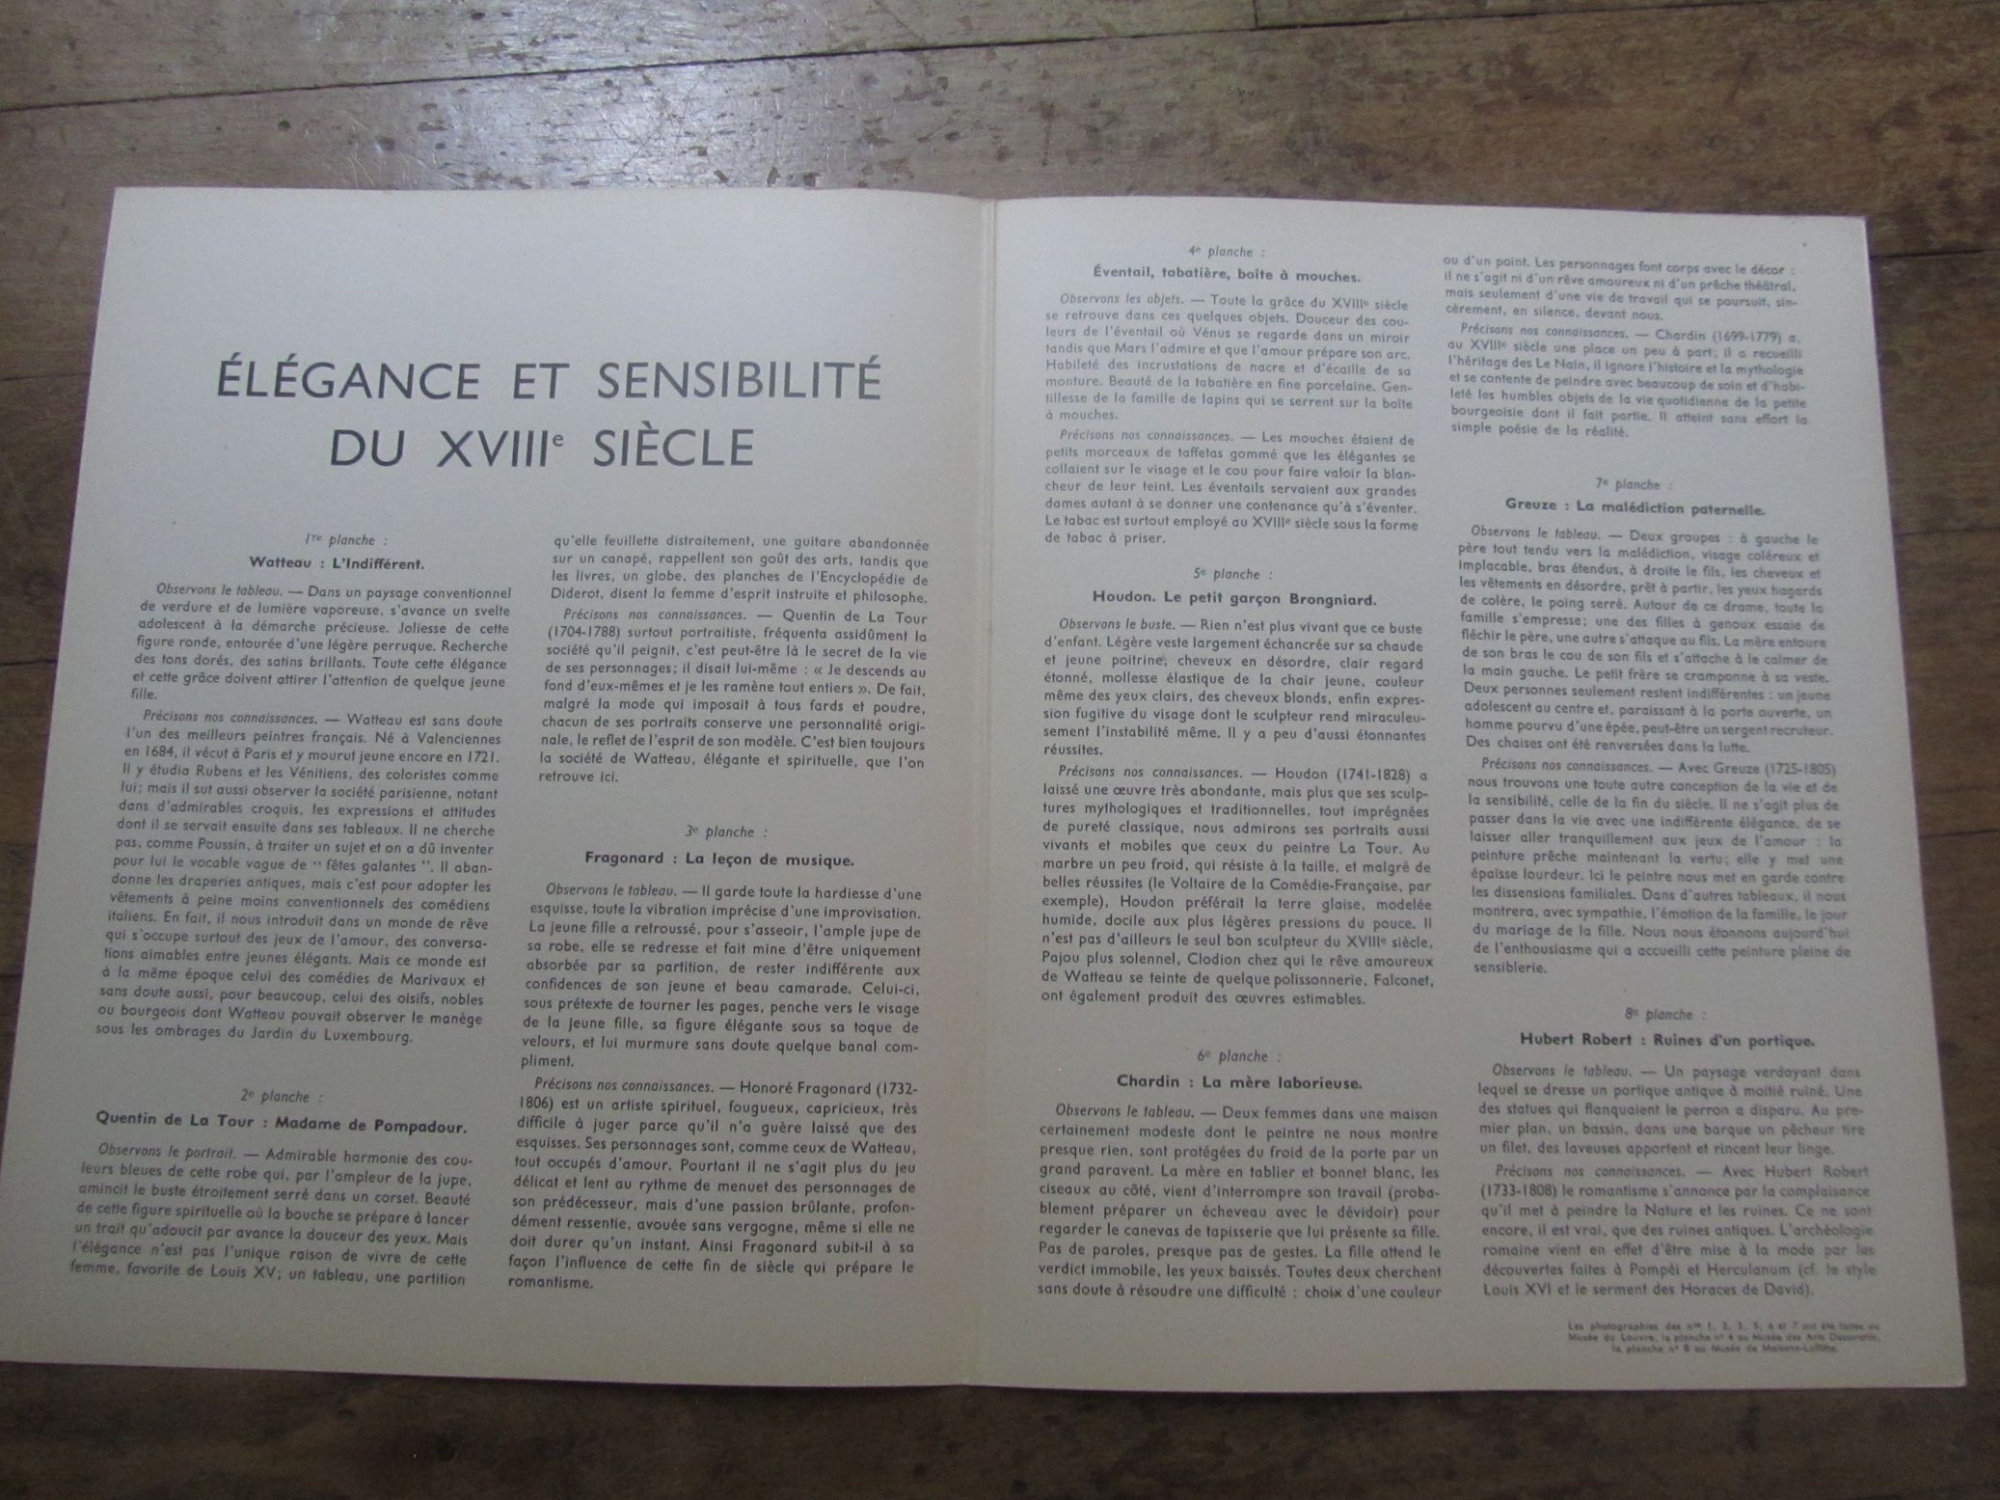 ÉLÉGANCE ET SENSIBILITÉ
DU XVIIIe SIÈCLE
1re planche :
Watteau : L'Indifférent.
Observons le tableau. — Dans un paysage conventionnel
de verdure et de lumière vaporeuse, s'avance un svelte
adolescent à la démarche précieuse. Joliesse de cette
figure ronde, entourée d'une légère perruque. Recherche
des tons dorés, des satins brillants. Toute cette élégance
et cette grâce doivent attirer l'attention de quelque jeune
fille.
Précisons nos connaissances. — Watteau est sans doute
l'un des meilleurs peintres français. Né à Valenciennes
en 1684, il vécut à Paris et y mourut jeune encore en 1721.
Il y étudia Rubens et les Vénitiens, des coloristes comme
lui; mais il sut aussi observer la société parisienne, notant
dans d'admirables croquis, les expressions et attitudes
dont il se servait ensuite dans ses tableaux. Il ne cherche
pas, comme Poussin, à traiter un sujet et on a dû inventer
pour lui le vocable vague de “ fêtes galantes ”. Il aban-
donne les draperies antiques, mais c'est pour adopter les
vêtements à peine moins conventionnels des comédiens
italiens. En fait, il nous introduit dans un monde de rêve
qui s'occupe surtout des jeux de l'amour, des conversa-
tions aimables entre jeunes élégants. Mais ce monde est
à la même époque celui des comédies de Marivaux et
sans doute aussi, pour beaucoup, celui des oisifs, nobles
ou bourgeois dont Watteau pouvait observer le manège
sous les ombrages du Jardin du Luxembourg.
2e planche :
Quentin de La Tour : Madame de Pompadour.
Observons le portrait. — Admirable harmonie des cou-
leurs bleues de cette robe qui, par l'ampleur de la jupe,
amincit le buste étroitement serré dans un corset. Beauté
de cette figure spirituelle où la bouche se prépare à lancer
un trait qu'adoucit par avance la douceur des yeux. Mais
l'élégance n'est pas l'unique raison de vivre de cette
femme, favorite de Louis XV; un tableau, une partition
qu'elle feuillette distraitement, une guitare abandonnée
sur un canapé, rappellent son goût des arts, tandis que
les livres, un globe, des planches de l'Encyclopédie de
Diderot, disent la femme d'esprit instruite et philosophe.
Précisons nos connaissances. — Quentin de La Tour
(1704-1788) surtout portraitiste, fréquenta assidûment la
société qu'il peignit, c'est peut-être là le secret de la vie
de ses personnages; il disait lui-même : « Je descends au
fond d'eux-mêmes et je les ramène tout entiers ». De fait,
malgré la mode qui imposait à tous fards et poudre,
chacun de ses portraits conserve une personnalité origi-
nale, le reflet de l'esprit de son modèle. C'est bien toujours
la société de Watteau, élégante et spirituelle, que l'on
retrouve ici.
3e planche :
Fragonard : La leçon de musique.
Observons le tableau. — Il garde toute la hardiesse d'une
esquisse, toute la vibration imprécise d'une improvisation.
La jeune fille a retroussé, pour s'asseoir, l'ample jupe de
sa robe, elle se redresse et fait mine d'être uniquement
absorbée par sa partition, de rester indifférente aux
confidences de son jeune et beau camarade. Celui-ci,
sous prétexte de tourner les pages, penche vers le visage
de la jeune fille, sa figure élégante sous sa toque de
velours, et lui murmure sans doute quelque banal com-
pliment.
Précisons nos connaissances. — Honoré Fragonard (1732-
1806) est un artiste spirituel, fougueux, capricieux, très
difficile à juger parce qu'il n'a guère laissé que des
esquisses. Ses personnages sont, comme ceux de Watteau,
tout occupés d'amour. Pourtant il ne s'agit plus du jeu
délicat et lent au rythme de menuet des personnages de
son prédécesseur, mais d'une passion brûlante, profon-
dément ressentie, avouée sans vergogne, même si elle ne
doit durer qu'un instant. Ainsi Fragonard subit-il à sa
façon l'influence de cette fin de siècle qui prépare le
romantisme.
4e planche :
Éventail, tabatière, boîte à mouches.
Observons les objets. — Toute la grâce du XVIIIe siècle
se retrouve dans ces quelques objets. Douceur des cou-
leurs de l'éventail où Vénus se regarde dans un miroir
tandis que Mars l'admire et que l'amour prépare son arc.
Habileté des incrustations de nacre et d'écaille de sa
monture. Beauté de la tabatière en fine porcelaine. Gen-
tillesse de la famille de lapins qui se serrent sur la boîte
à mouches.
Précisons nos connaissances. — Les mouches étaient de
petits morceaux de taffetas gommé que les élégantes se
collaient sur le visage et le cou pour faire valoir la blan-
cheur de leur teint. Les éventails servaient aux grandes
dames autant à se donner une contenance qu'à s'éventer.
Le tabac est surtout employé au XVIIIe siècle sous la forme
de tabac à priser.
5e planche :
Houdon. Le petit garçon Brongniard.
Observons le buste. — Rien n'est plus vivant que ce buste
d'enfant. Légère veste largement échancrée sur sa chaude
et jeune poitrine; cheveux en désordre, clair regard
étonné, mollesse élastique de la chair jeune, couleur
même des yeux clairs, des cheveux blonds, enfin expres-
sion fugitive du visage dont le sculpteur rend miraculeu-
sement l'instabilité même. Il y a peu d'aussi étonnantes
réussites.
Précisons nos connaissances. — Houdon (1741-1828) a
laissé une œuvre très abondante, mais plus que ses sculp-
tures mythologiques et traditionnelles, tout imprégnées
de pureté classique, nous admirons ses portraits aussi
vivants et mobiles que ceux du peintre La Tour. Au
marbre un peu froid, qui résiste à la taille, et malgré de
belles réussites (le Voltaire de la Comédie-Française, par
exemple), Houdon préférait la terre glaise, modelée
humide, docile aux plus légères pressions du pouce. Il
n'est pas d'ailleurs le seul bon sculpteur du XVIIIe siècle,
Pajou plus solennel, Clodion chez qui le rêve amoureux
de Watteau se teinte de quelque polissonnerie, Falconet,
ont également produit des œuvres estimables.
6e planche :
Chardin : La mère laborieuse.
Observons le tableau. — Deux femmes dans une maison
certainement modeste dont le peintre ne nous montre
presque rien, sont protégées du froid de la porte par un
grand paravent. La mère en tablier et bonnet blanc, les
ciseaux au côté, vient d'interrompre son travail (proba-
blement préparer un écheveau avec le dévidoir) pour
regarder le canevas de tapisserie que lui présente sa fille.
Pas de paroles, presque pas de gestes. La fille attend le
verdict immobile, les yeux baissés. Toutes deux cherchent
sans doute à résoudre une difficulté : choix d'une couleur
ou d'un point. Les personnages font corps avec le décor :
il ne s'agit ni d'un rêve amoureux ni d'un prêche théâtral,
mais seulement d'une vie de travail qui se poursuit, sin-
cèrement, en silence, devant nous.
Précisons nos connaissances. — Chardin (1699-1779) a,
au XVIIIe siècle une place un peu à part; il a recueilli
l'héritage des Le Nain, il ignore l'histoire et la mythologie
et se contente de peindre avec beaucoup de soin et d'habi-
leté les humbles objets de la vie quotidienne de la petite
bourgeoisie dont il fait partie. Il atteint sans effort la
simple poésie de la réalité.
7e planche :
Greuze : La malédiction paternelle.
Observons le tableau. — Deux groupes : à gauche le
père tout tendu vers la malédiction, visage coléreux et
implacable, bras étendus, à droite le fils, les cheveux et
les vêtements en désordre, prêt à partir, les yeux hagards
de colère, le poing serré. Autour de ce drame, toute la
famille s'empresse; une des filles à genoux essaie de
fléchir le père, une autre s'attaque au fils. La mère entoure
de son bras le cou de son fils et s'attache à le calmer de
la main gauche. Le petit frère se cramponne à sa veste.
Deux personnes seulement restent indifférentes : un jeune
adolescent au centre et, paraissant à la porte ouverte, un
homme pourvu d'une épée, peut-être un sergent recruteur.
Des chaises ont été renversées dans la lutte.
Précisons nos connaissances. — Avec Greuze (1725-1805)
nous trouvons une toute autre conception de la vie et de
la sensibilité, celle de la fin du siècle. Il ne s'agit plus de
passer dans la vie avec une indifférente élégance, de se
laisser aller tranquillement aux jeux de l'amour : la
peinture prêche maintenant la vertu; elle y met une
épaisse lourdeur. Ici le peintre nous met en garde contre
les dissensions familiales. Dans d'autres tableaux, il nous
montrera, avec sympathie, l'émotion de la famille, le jour
du mariage de la fille. Nous nous étonnons aujourd'hui
de l'enthousiasme qui a accueilli cette peinture pleine de
sensiblerie.
8e planche :
Hubert Robert : Ruines d'un portique.
Observons le tableau. — Un paysage verdoyant dans
lequel se dresse un portique antique à moitié ruiné. Une
des statues qui flanquaient le perron a disparu. Au pre-
mier plan, un bassin, dans une barque un pêcheur tire
un filet, des laveuses apportent et rincent leur linge.
Précisons nos connaissances. — Avec Hubert Robert
(1733-1808) le romantisme s'annonce par la complaisance
qu'il met à peindre la Nature et les ruines. Ce ne sont
encore, il est vrai, que des ruines antiques. L'archéologie
romaine vient en effet d'être mise à la mode par les
découvertes faites à Pompéi et Herculanum (cf. le style
Louis XVI et le serment des Horaces de David).
Les photographies des nos 1, 2, 3, 5, 6 et 7 ont été faites au
Musée du Louvre, la planche n° 4 au Musée des Arts Décoratifs,
la planche n° 8 au Musée de Maisons-Laffitte.